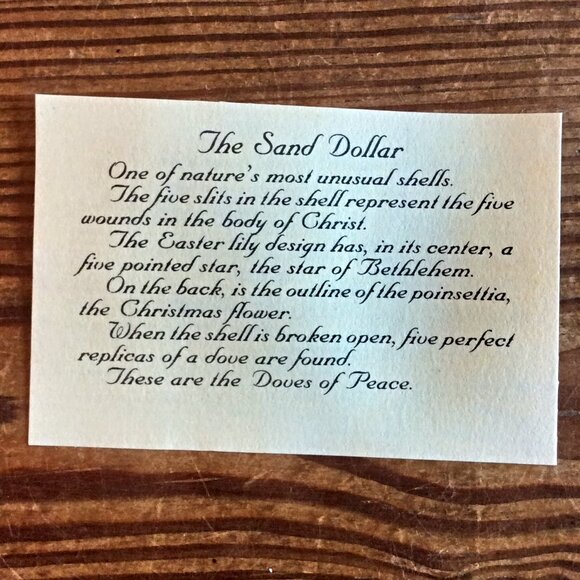 The Sand Dollar
One of nature's most unusual shells.
The five slits in the shell represent the five
wounds in the body of Christ.
The Easter lily design has, in its center, a
five pointed star, the star of Bethlehem.
On the back, is the outline of the poinsettia,
the Christmas flower.
When the shell is broken open, five perfect
replicas of a dove are found.
These are the Doves of Peace.